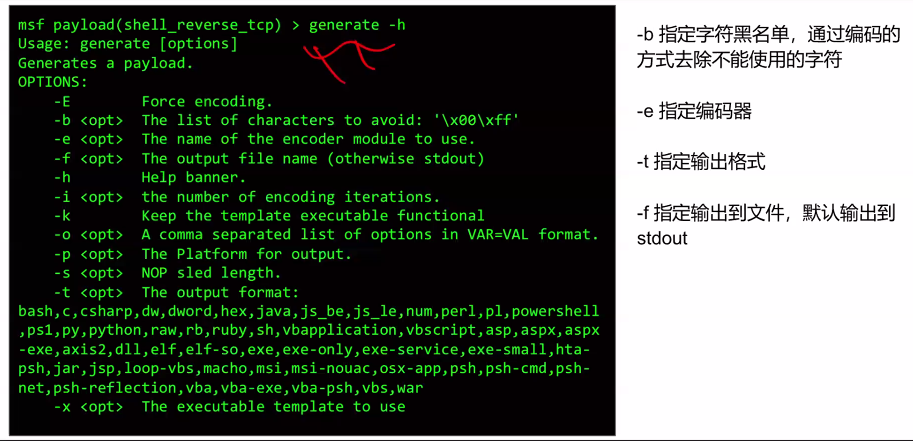 msf payload(shell_reverse_tcp) > generate -h
Usage: generate [options]
Generates a payload.
OPTIONS:
-E Force encoding.
-b <opt> The list of characters to avoid: '\x00\xff'
-e <opt> The name of the encoder module to use.
-f <opt> The output file name (otherwise stdout)
-h Help banner.
-i <opt> the number of encoding iterations.
-k Keep the template executable functional
-o <opt> A comma separated list of options in VAR=VAL format.
-p <opt> The Platform for output.
-s <opt> NOP sled length.
-t <opt> The output format:
bash,c,csharp,dw,dword,hex,java,js_be,js_le,num,perl,pl,powershell
,ps1,py,python,raw,rb,ruby,sh,vbapplication,vbscript,asp,aspx,aspx
-exe,axis2,dll,elf,elf-so,exe,exe-only,exe-service,exe-small,hta-
psh,jar,jsp,loop-vbs,macho,msi,msi-nouac,osx-app,psh,psh-cmd,psh-
net,psh-reflection,vba,vba-exe,vba-psh,vbs,war
-x <opt> The executable template to use
-b 指定字符黑名单，通过编码的
方式去除不能使用的字符
-e 指定编码器
-t 指定输出格式
-f 指定输出到文件，默认输出到
stdout